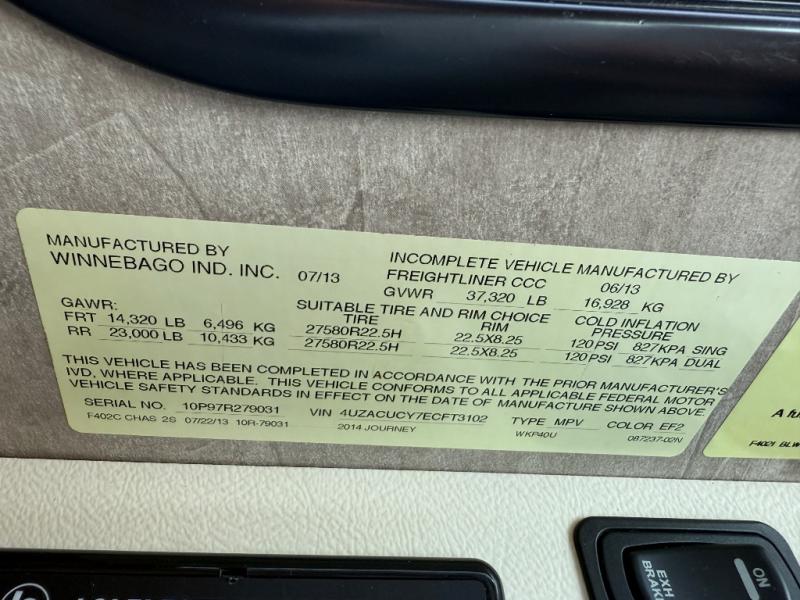 MANUFACTURED BY
WINNEBAGO IND. INC. 07/13
INCOMPLETE VEHICLE MANUFACTURED BY
FREIGHTLINER CCC 06/13
GVWR 37,320 LB 16,928 KG
GAWR:
SUITABLE TIRE AND RIM CHOICE
TIRE RIM
COLD INFLATION
PRESSURE
FRT 14,320 LB 6,496 KG 27580R22.5H 22.5X8.25 120 PSI 827KPA SING
RR 23,000 LB 10,433 KG 27580R22.5H 22.5X8.25 120 PSI 827KPA DUAL
THIS VEHICLE HAS BEEN COMPLETED IN ACCORDANCE WITH THE PRIOR MANUFACTURER'S
IVD, WHERE APPLICABLE. THIS VEHICLE CONFORMS TO ALL APPLICABLE FEDERAL MOTOR
VEHICLE SAFETY STANDARDS IN EFFECT ON THE DATE OF MANUFACTURE SHOWN ABOVE.
SERIAL NO. 10P97R279031 VIN 4UZACUCY7ECFT3102 TYPE MPV COLOR EF2
F402C CHAS 2S 07/22/13 10R-79031 2014 JOURNEY WKP40U 087237-02N
A fu
F4021 BLW
ON
EXH
BRAK